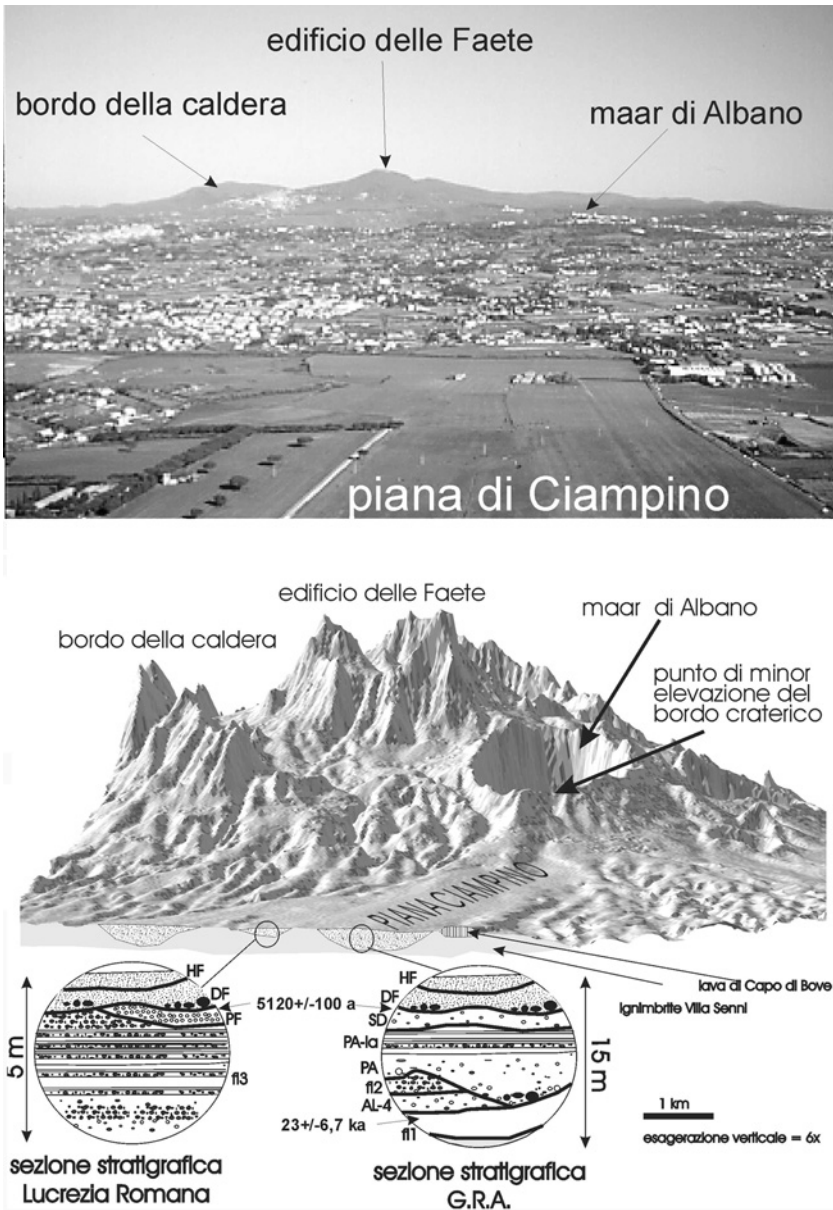 edificio delle Faete
bordo della caldera
maar di Albano
piana di Ciampino
edificio delle Faete
maar di Albano
bordo della caldera
punto di minor
elevazione del
bordo craterico
PIANA CIAMPINO
lava di Capo di Bove
Ignimbrite Villa Senni
HF
DF
PF
fl3
5 m
5120+/-100 a
HF
DF
SD
PA-la
PA
fl2
AL-4
23+/-6,7 ka
fl1
15 m
1 km
esagerazione verticale = 6x
sezione stratigrafica
Lucrezia Romana
sezione stratigrafica
G.R.A.